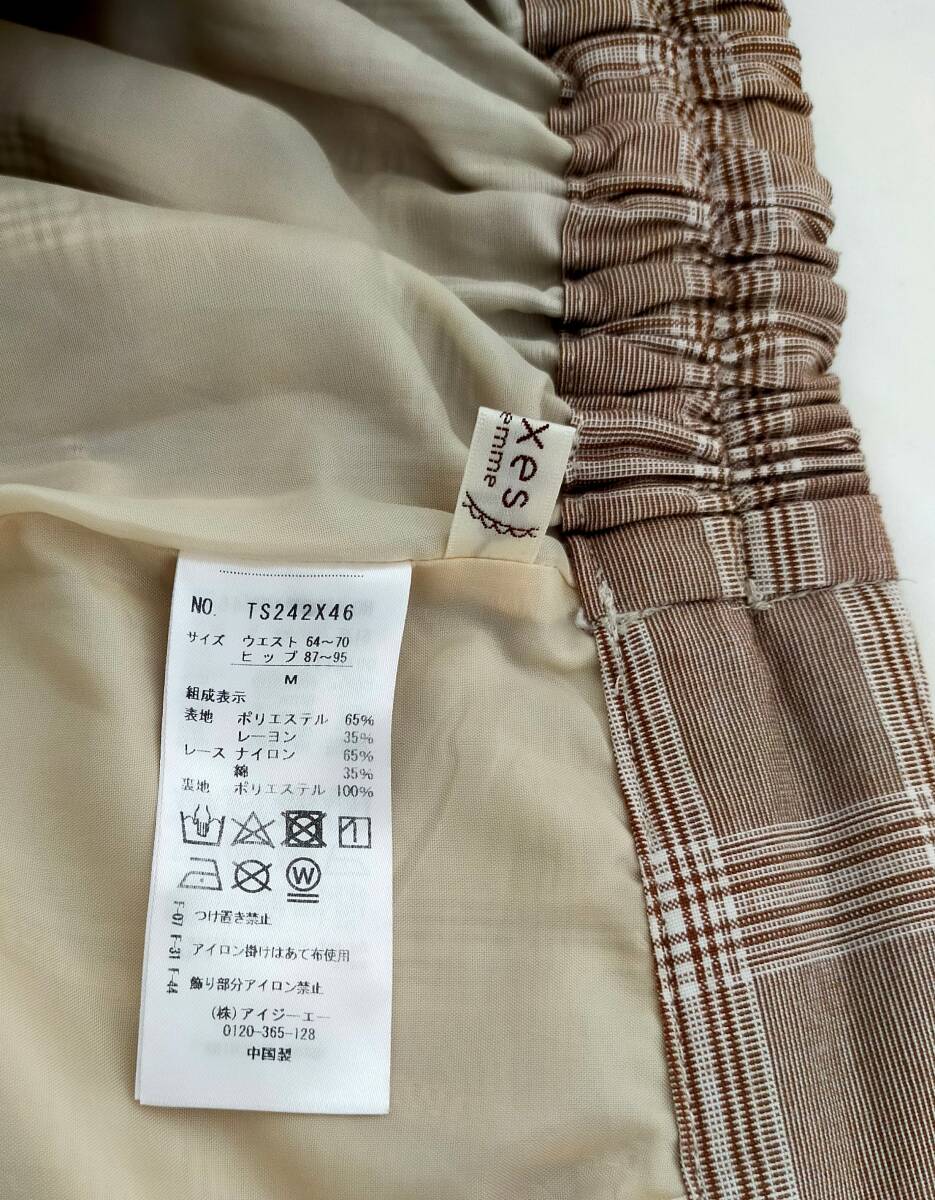 xes
emme
NO. TS242X46
サイズ ウエスト 64〜70
ヒップ 87〜95
M
組成表示
表地 ポリエステル 65%
レーヨン 35%
レース ナイロン 65%
綿 35%
裏地 ポリエステル 100%
W
F-07 F-31 F-44
つけ置き禁止
アイロン掛けはあて布使用
飾り部分アイロン禁止
(株)アイジーエー
0120-365-128
中国製